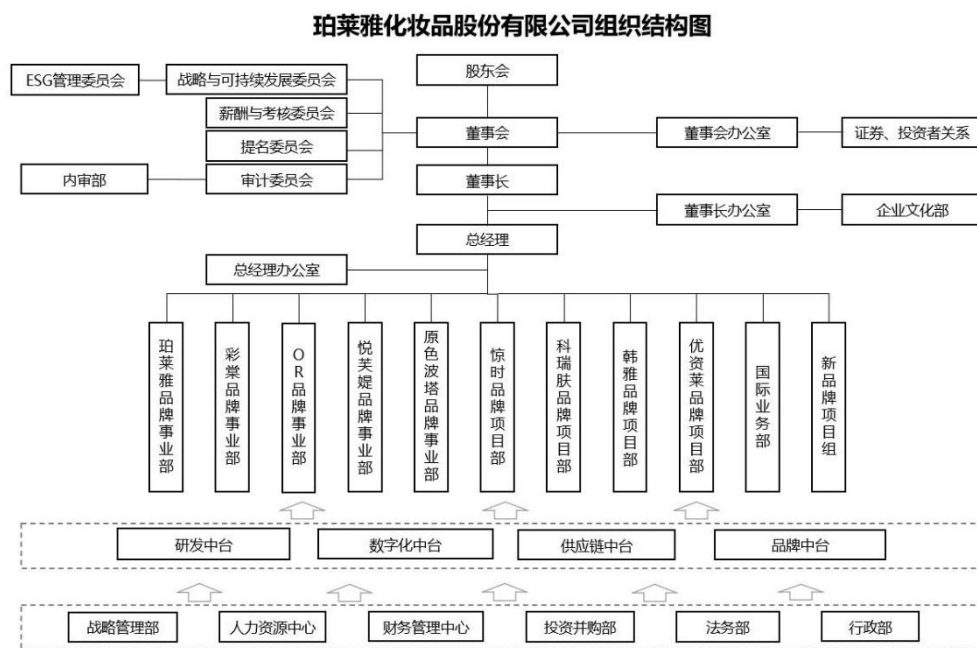 珀莱雅化妆品股份有限公司组织结构图
股东会
ESG管理委员会
战略与可持续发展委员会
薪酬与考核委员会
董事会
董事会办公室
证券、投资者关系
提名委员会
内审部
审计委员会
董事长
董事长办公室
企业文化部
总经理
总经理办公室
珀莱雅品牌事业部
彩棠品牌事业部
OR品牌事业部
悦芙媞品牌事业部
原色波塔品牌事业部
惊时品牌项目部
科瑞肤品牌项目部
韩雅品牌项目部
优资莱品牌项目部
国际业务部
新品牌项目组
研发中台
数字化中台
供应链中台
品牌中台
战略管理部
人力资源中心
财务管理中心
投资并购部
法务部
行政部